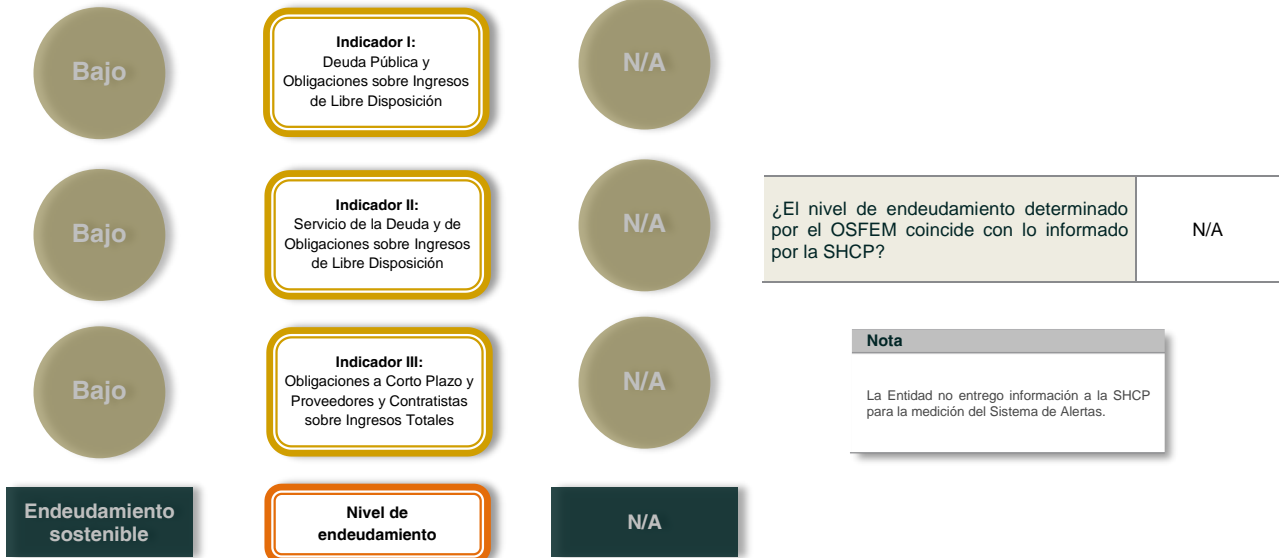 Bajo
Indicador I:
Deuda Pública y
Obligaciones sobre Ingresos
de Libre Disposición
N/A
Bajo
Indicador II:
Servicio de la Deuda y de
Obligaciones sobre Ingresos
de Libre Disposición
N/A
¿El nivel de endeudamiento determinado
por el OSFEM coincide con lo informado
por la SHCP?
N/A
Bajo
Indicador III:
Obligaciones a Corto Plazo y
Proveedores y Contratistas
sobre Ingresos Totales
N/A
Nota
La Entidad no entrego información a la SHCP
para la medición del Sistema de Alertas.
Endeudamiento
sostenible
Nivel de
endeudamiento
N/A